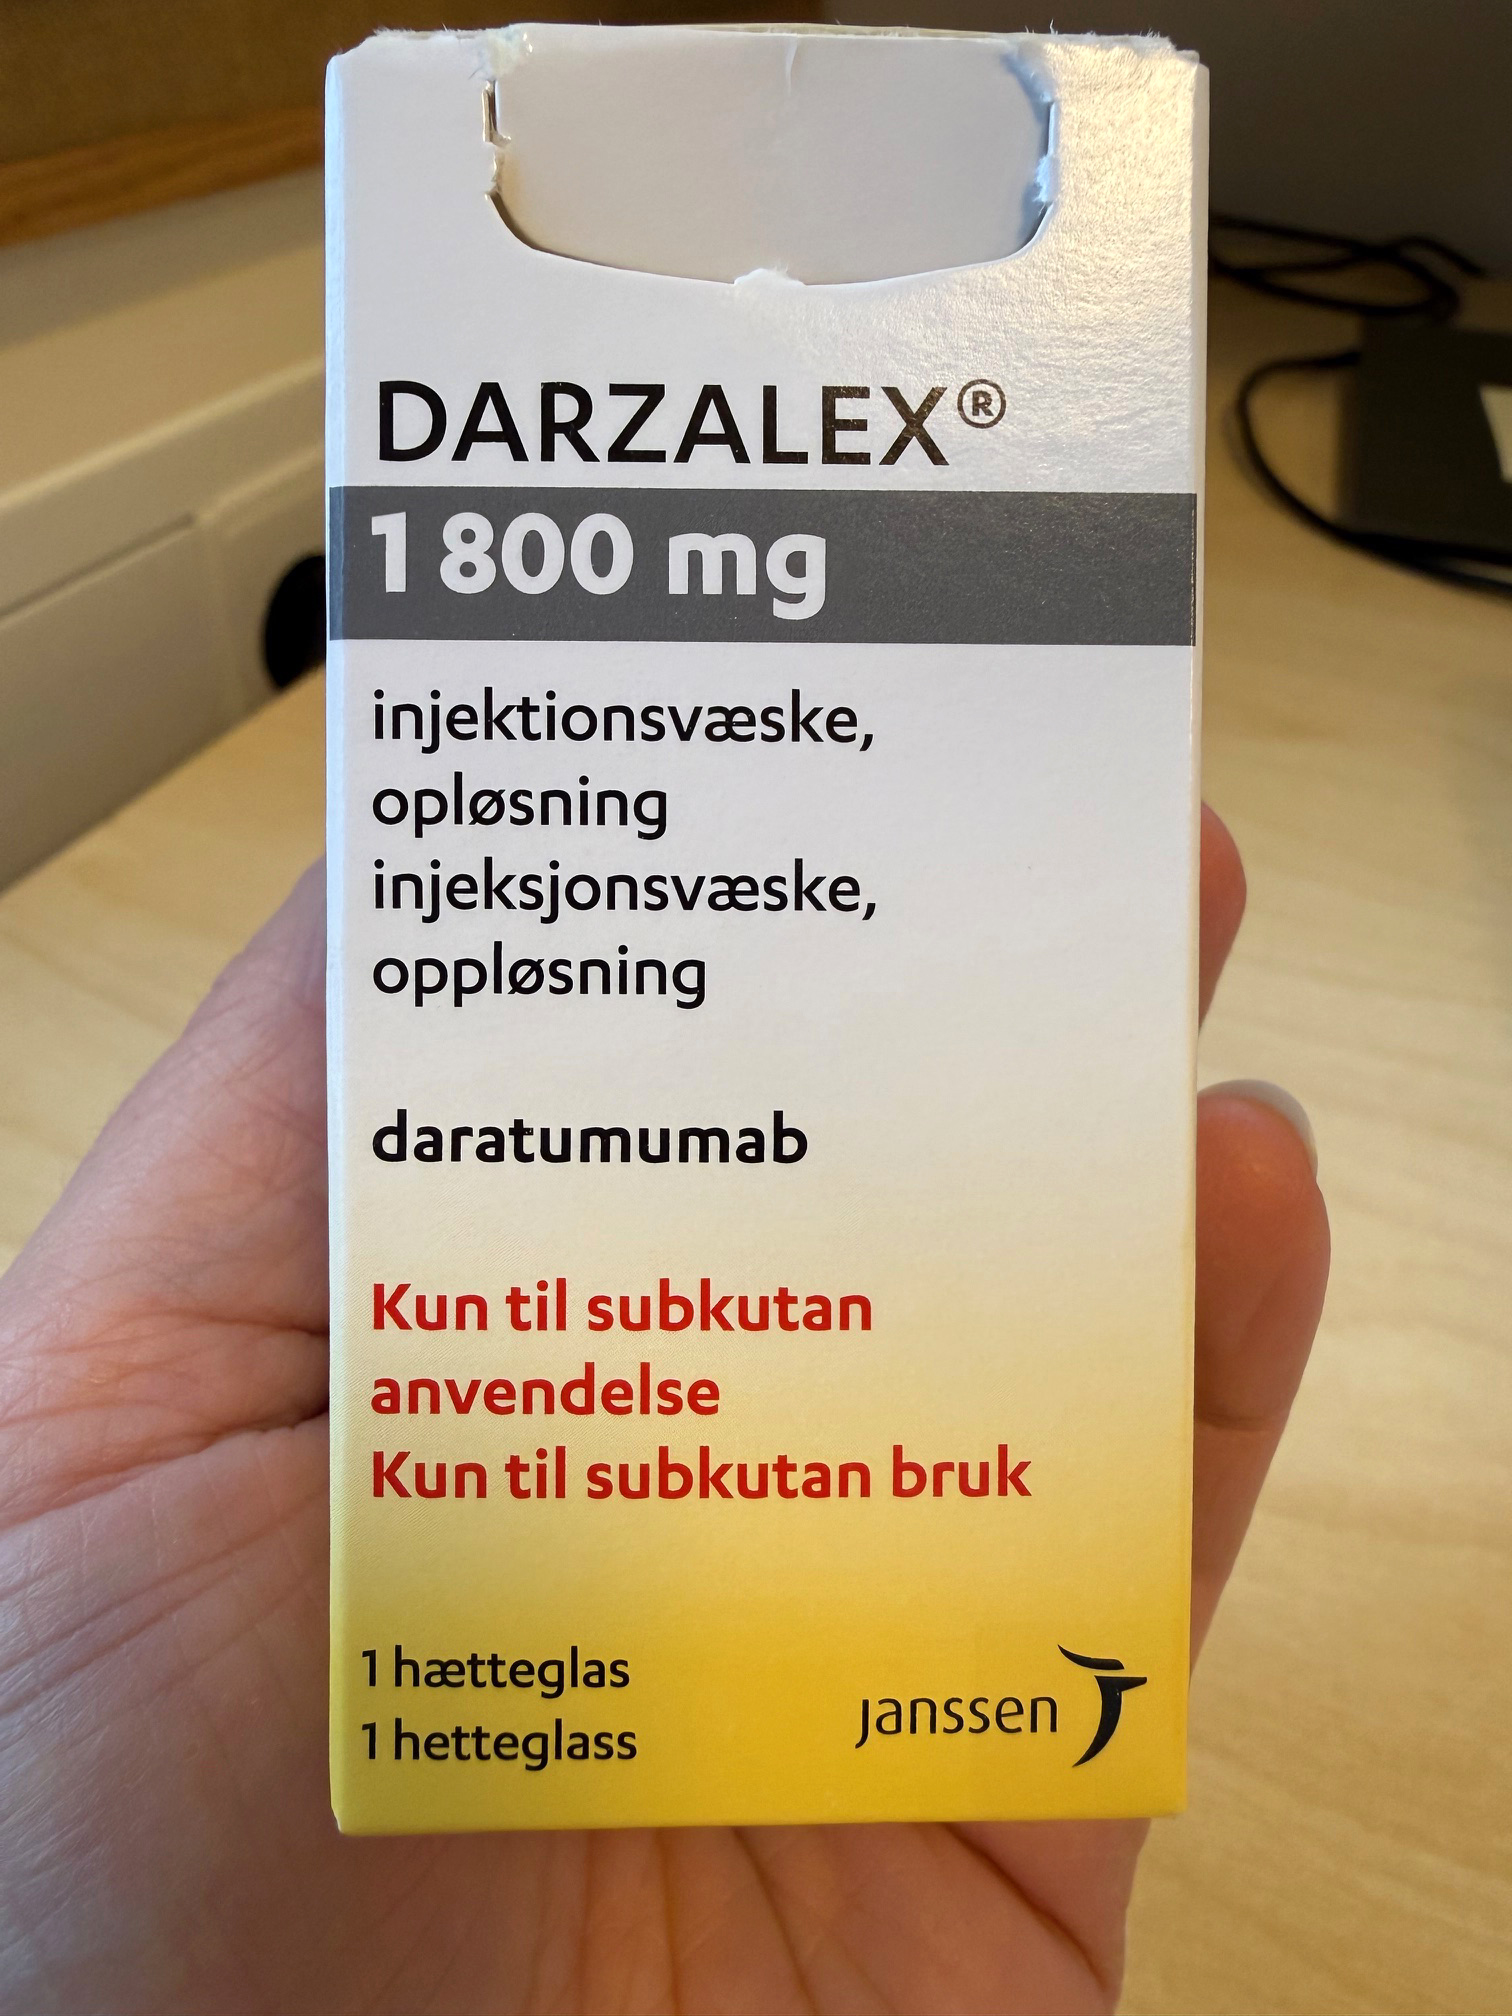 DARZALEX®
1 800 mg
injektionsvæske,
opløsning
injeksjonsvæske,
oppløsning
daratumumab
Kun til subkutan
anvendelse
Kun til subkutan bruk
1 hætteglas
1 hetteglass
janssen